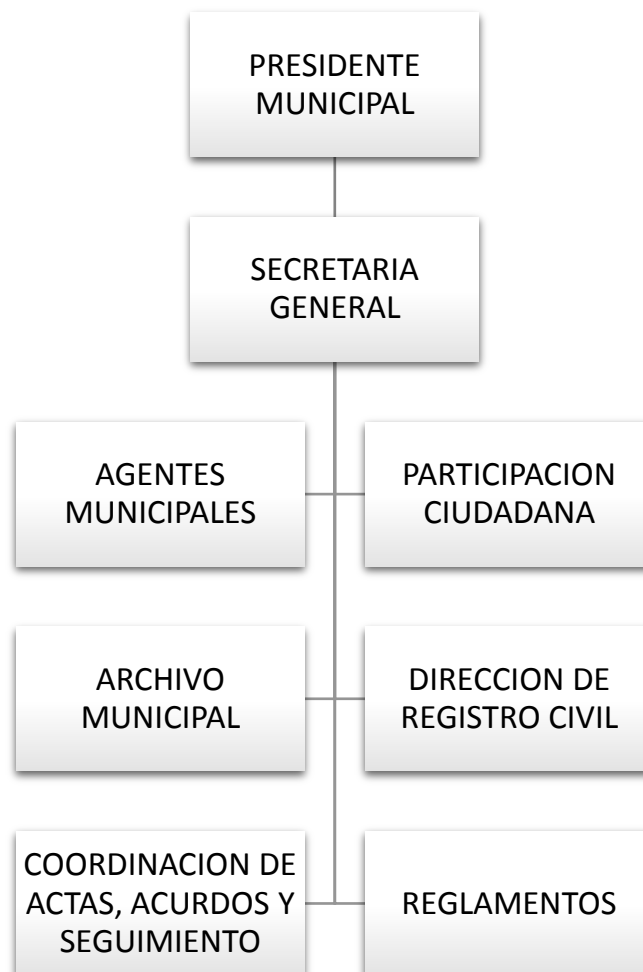 PRESIDENTE
MUNICIPAL
SECRETARIA
GENERAL
AGENTES
MUNICIPALES
PARTICIPACION
CIUDADANA
ARCHIVO
MUNICIPAL
DIRECCION DE
REGISTRO CIVIL
COORDINACION DE
ACTAS, ACURDOS Y
SEGUIMIENTO
REGLAMENTOS